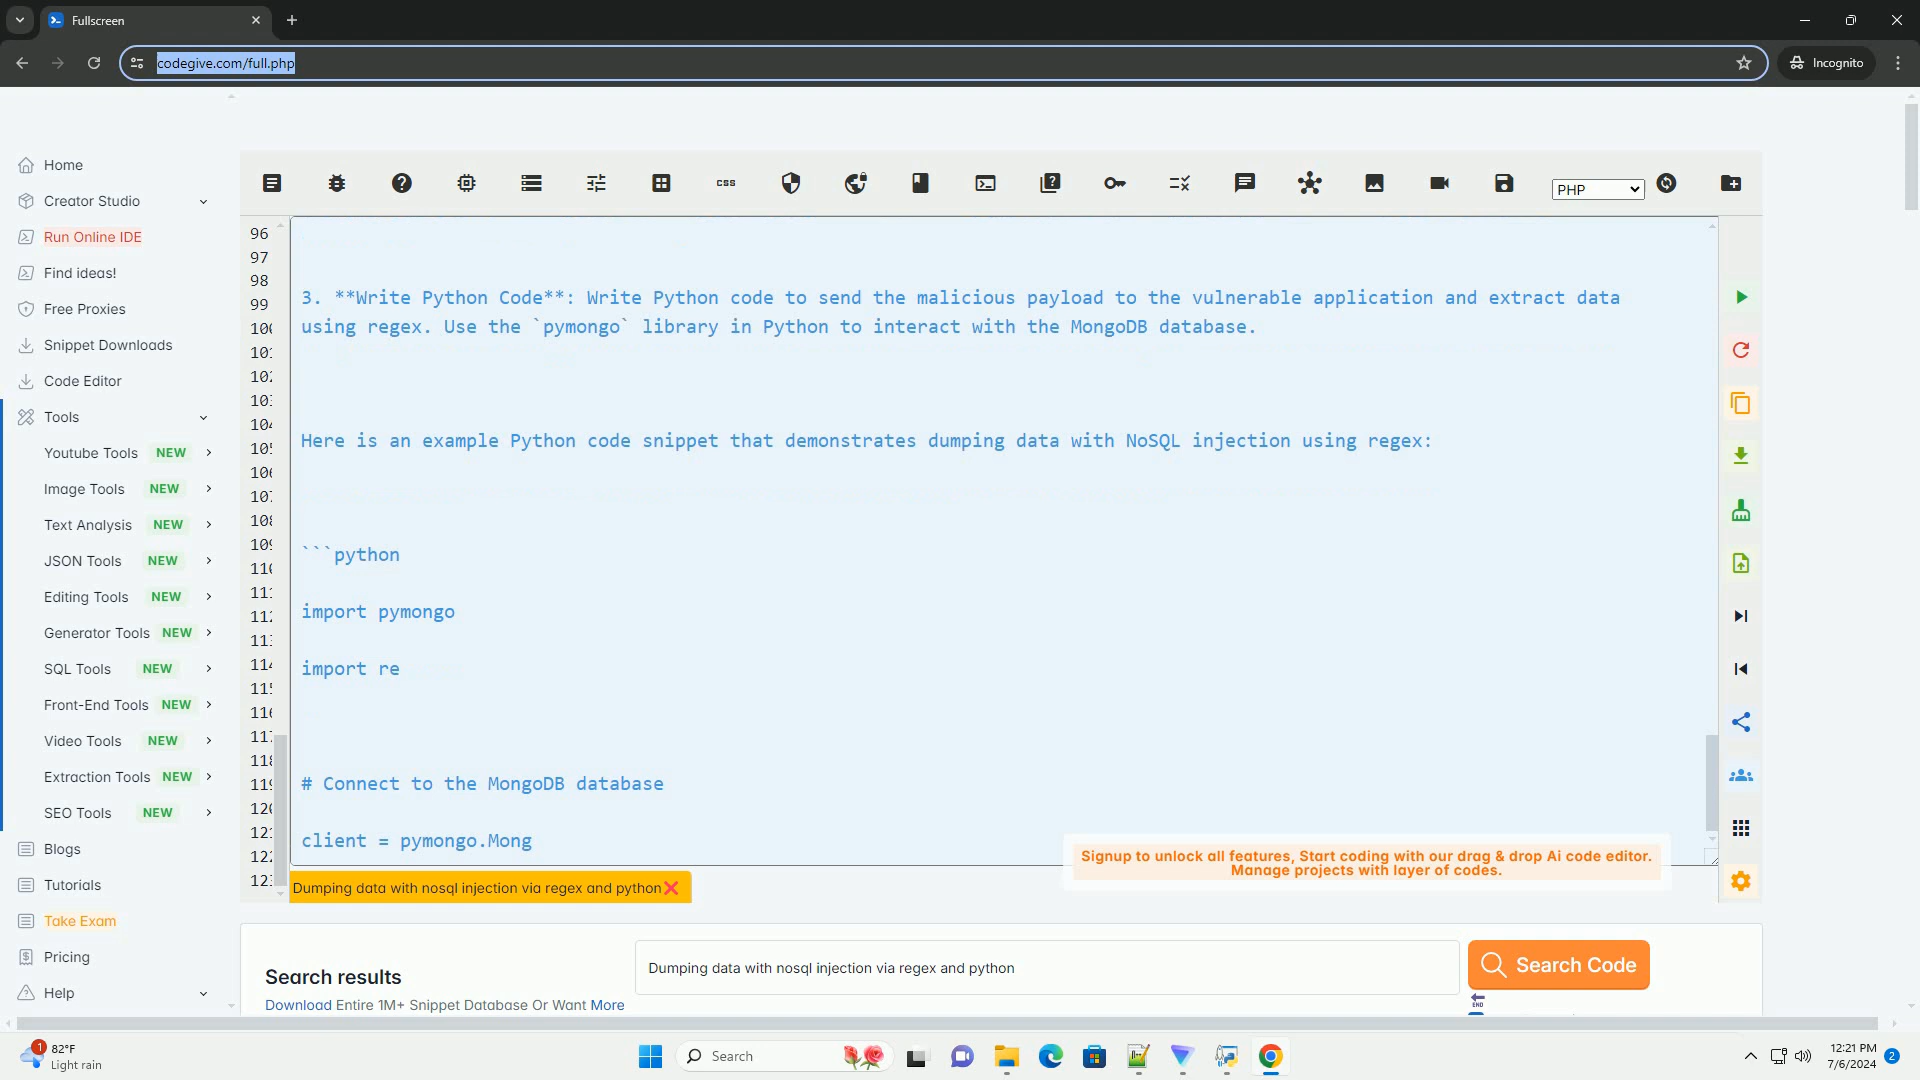 Fullscreen
codegive.com/full.php
Incognito
Home
Creator Studio
Run Online IDE
Find ideas!
Free Proxies
Snippet Downloads
Code Editor
Tools
Youtube Tools NEW
Image Tools NEW
Text Analysis NEW
JSON Tools NEW
Editing Tools NEW
Generator Tools NEW
SQL Tools NEW
Front-End Tools NEW
Video Tools NEW
Extraction Tools NEW
SEO Tools NEW
Blogs
Tutorials
Take Exam
Pricing
Help
css
PHP
96
97
98
99
3. **Write Python Code**: Write Python code to send the malicious payload to the vulnerable application and extract data
using regex. Use the `pymongo` library in Python to interact with the MongoDB database.
Here is an example Python code snippet that demonstrates dumping data with NoSQL injection using regex:
```python
import pymongo
import re
# Connect to the MongoDB database
client = pymongo.Mong
Signup to unlock all features, Start coding with our drag & drop Ai code editor.
Manage projects with layer of codes.
Dumping data with nosql injection via regex and python
Search results
Download Entire 1M+ Snippet Database Or Want More
Dumping data with nosql injection via regex and python
Search Code
END
1
82°F
Light rain
Search
12:21 PM
7/6/2024
2